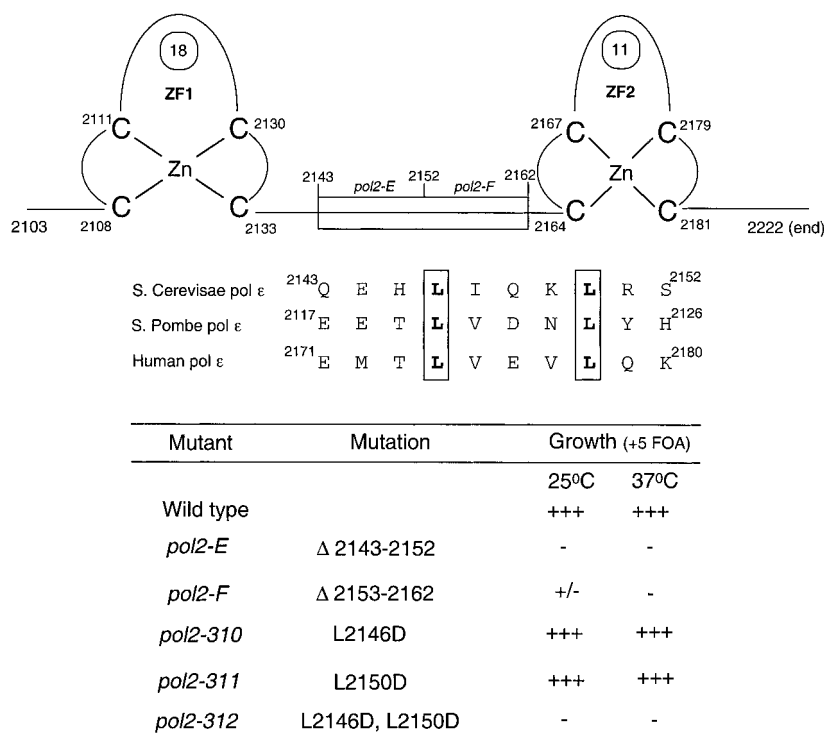 18
11
ZF1
ZF2
2111 C
C 2130
2167 C
C 2179
Zn
Zn
2143
2152
2162
pol2-E
pol2-F
C
C
C
C
2103
2108
2133
2164
2181
2222 (end)
S. Cerevisae pol ε 2143 Q E H L I Q K L R S 2152
S. Pombe pol ε 2117 E E T L V D N L Y H 2126
Human pol ε 2171 E M T L V E V L Q K 2180
Mutant Mutation Growth (+5 FOA)
25⁰C 37⁰C
Wild type +++ +++
pol2-E Δ 2143-2152 - -
pol2-F Δ 2153-2162 +/- -
pol2-310 L2146D +++ +++
pol2-311 L2150D +++ +++
pol2-312 L2146D, L2150D - -